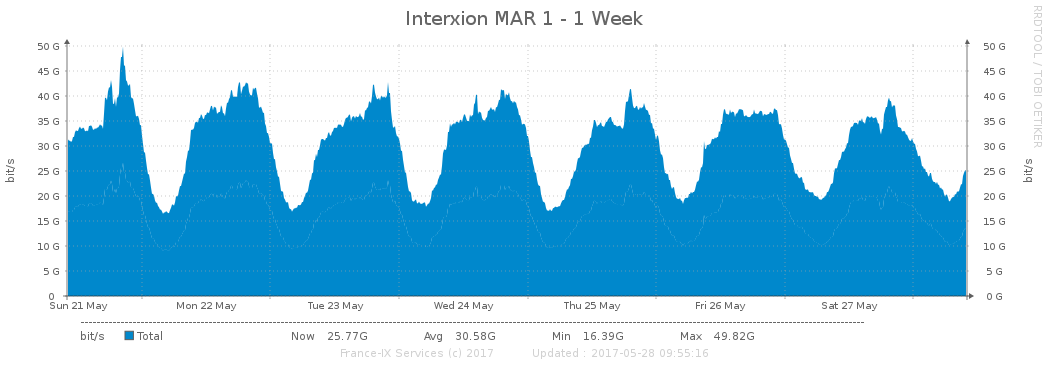 Interxion MAR 1 - 1 Week
RRDTOOL / TOBI OETIKER
bit/s
50 G 50 G
45 G 45 G
40 G 40 G
35 G 35 G
30 G 30 G
25 G 25 G
20 G 20 G
15 G 15 G
10 G 10 G
5 G 5 G
0 0 G
bit/s
Sun 21 May Mon 22 May Tue 23 May Wed 24 May Thu 25 May Fri 26 May Sat 27 May
bit/s Total Now 25.77G Avg 30.58G Min 16.39G Max 49.82G
France-IX Services (c) 2017 Updated : 2017-05-28 09:55:16